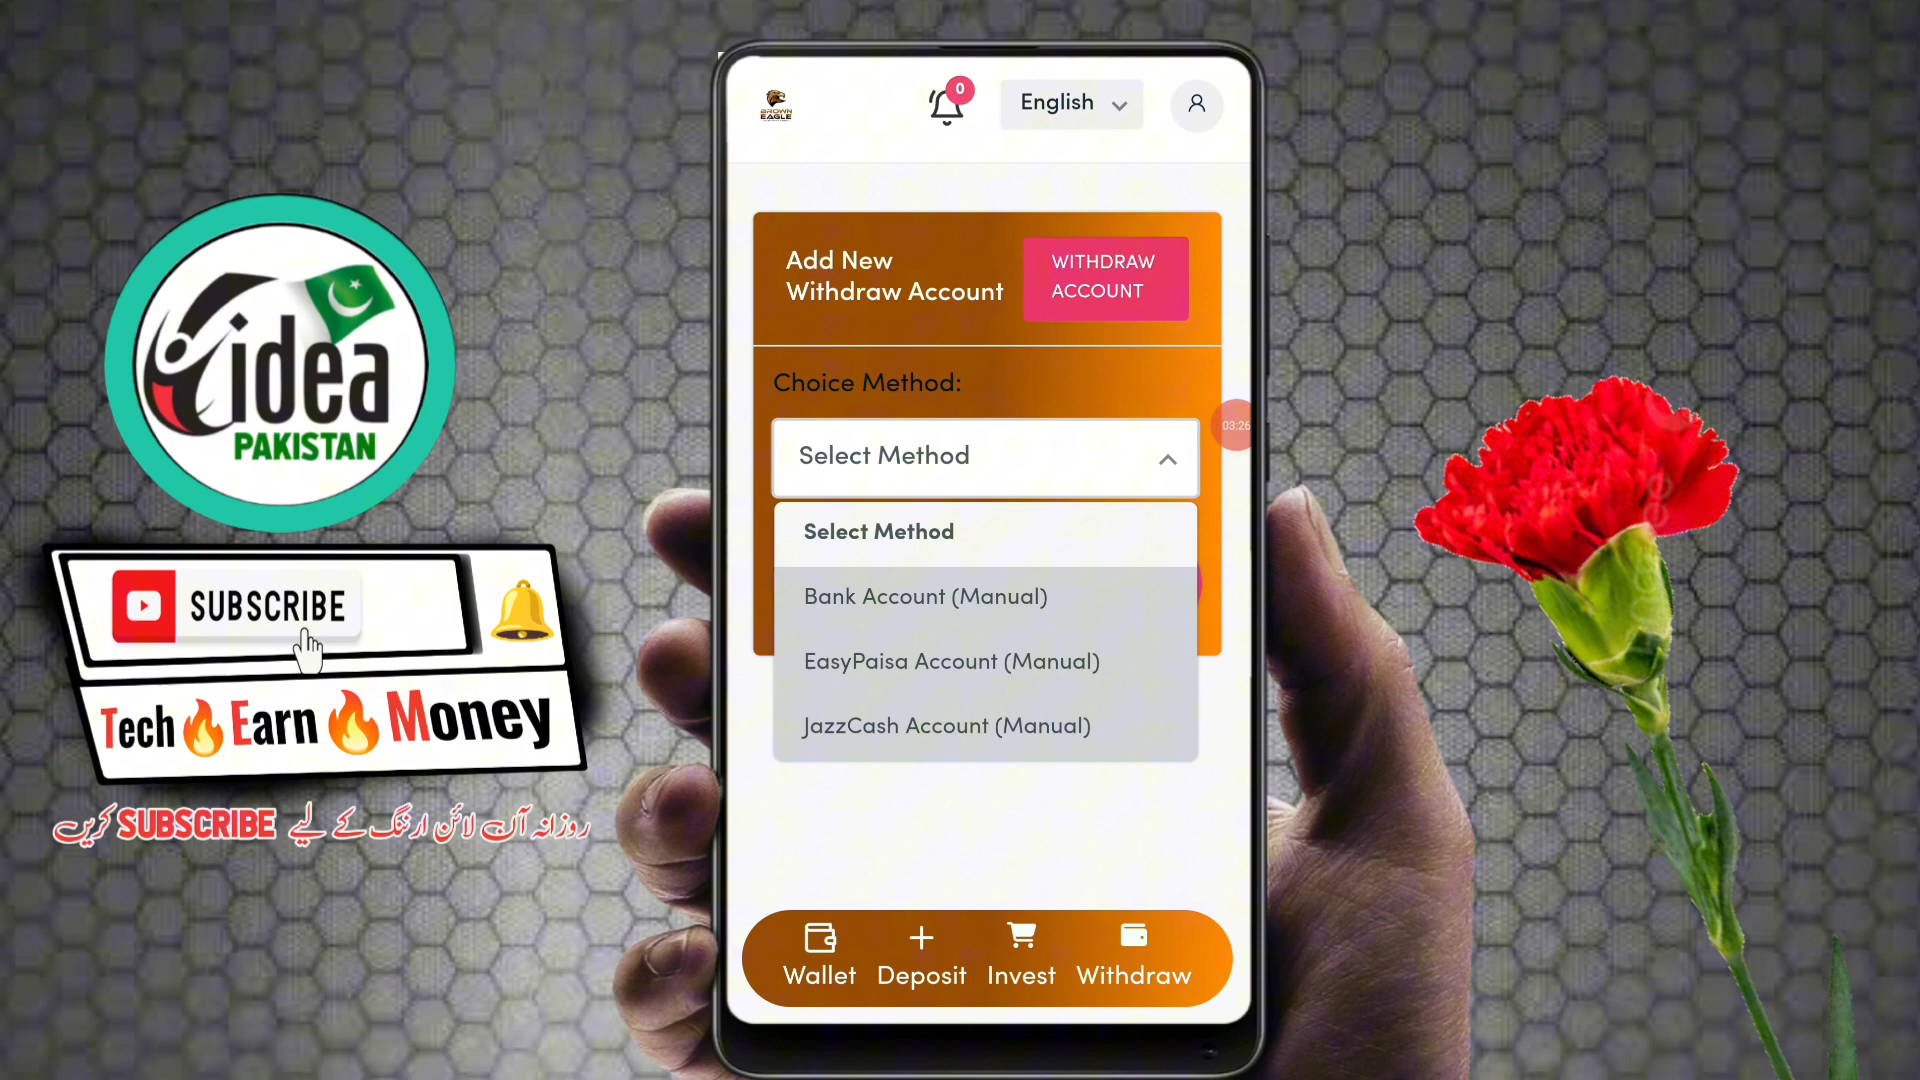 idea
PAKISTAN
SUBSCRIBE
Tech Earn Money
روزانہ آن لائن ارننگ کے لیے SUBSCRIBE کریں
BROWN
EAGLE
0
English
Add New
Withdraw Account
WITHDRAW
ACCOUNT
Choice Method:
03:26
Select Method
Select Method
Bank Account (Manual)
EasyPaisa Account (Manual)
JazzCash Account (Manual)
Wallet
Deposit
Invest
Withdraw